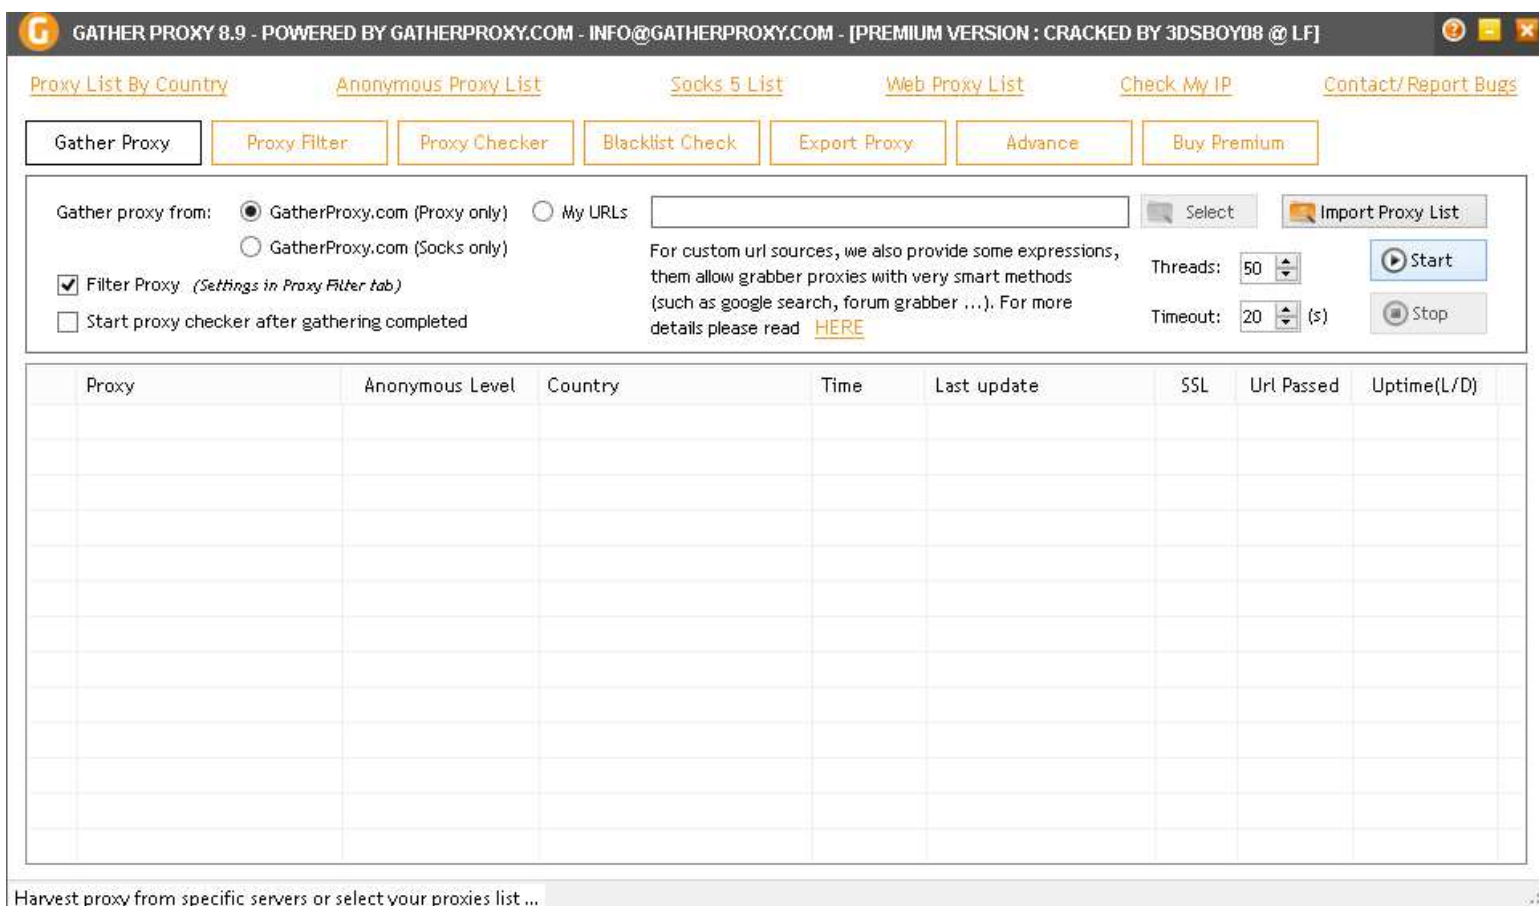 G GATHER PROXY 8.9 - POWERED BY GATHERPROXY.COM - INFO@GATHERPROXY.COM - [PREMIUM VERSION : CRACKED BY 3DSBOY08 @ LF]
Proxy List By Country Anonymous Proxy List Socks 5 List Web Proxy List Check My IP Contact/Report Bugs
Gather Proxy Proxy Filter Proxy Checker Blacklist Check Export Proxy Advance Buy Premium
Gather proxy from: GatherProxy.com (Proxy only) My URLs Select Import Proxy List
GatherProxy.com (Socks only)
For custom url sources, we also provide some expressions,
them allow grabber proxies with very smart methods
(such as google search, forum grabber ...). For more
details please read HERE
Filter Proxy (Settings in Proxy Filter tab)
Start proxy checker after gathering completed
Threads: 50 Start
Timeout: 20 (s) Stop
Proxy Anonymous Level Country Time Last update SSL Url Passed Uptime(L/D)
Harvest proxy from specific servers or select your proxies list ...